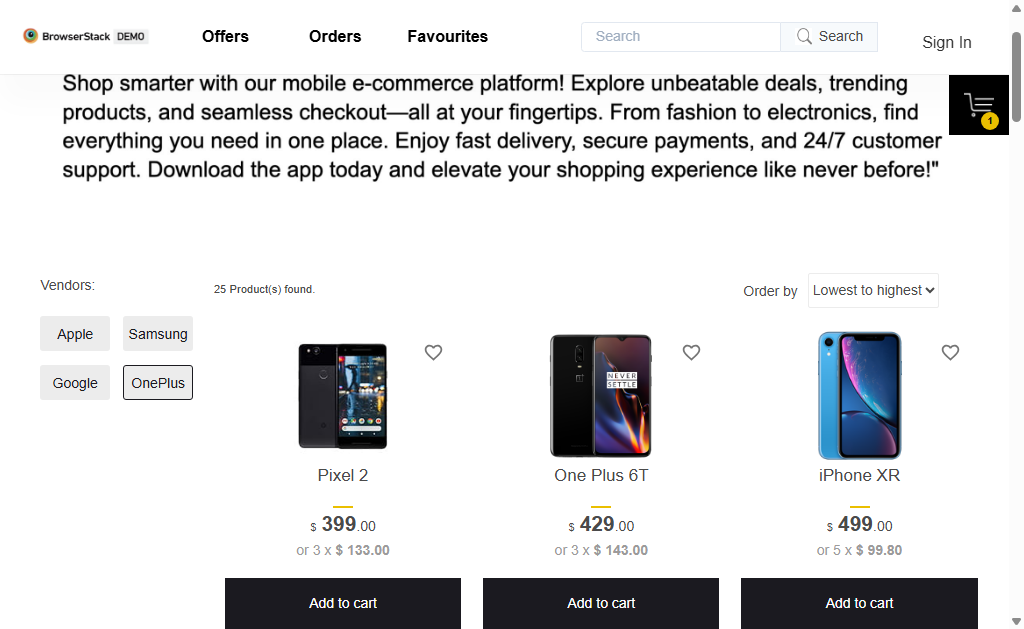 BrowserStack DEMO
Offers
Orders
Favourites
Search
Search
Sign In
Shop smarter with our mobile e-commerce platform! Explore unbeatable deals, trending
products, and seamless checkout—all at your fingertips. From fashion to electronics, find
everything you need in one place. Enjoy fast delivery, secure payments, and 24/7 customer
support. Download the app today and elevate your shopping experience like never before!"
1
Vendors:
25 Product(s) found.
Order by
Lowest to highest
Apple
Samsung
Google
OnePlus
NEVER
SETTLE
Pixel 2
One Plus 6T
iPhone XR
$ 399.00
$ 429.00
$ 499.00
or 3 x $ 133.00
or 3 x $ 143.00
or 5 x $ 99.80
Add to cart
Add to cart
Add to cart